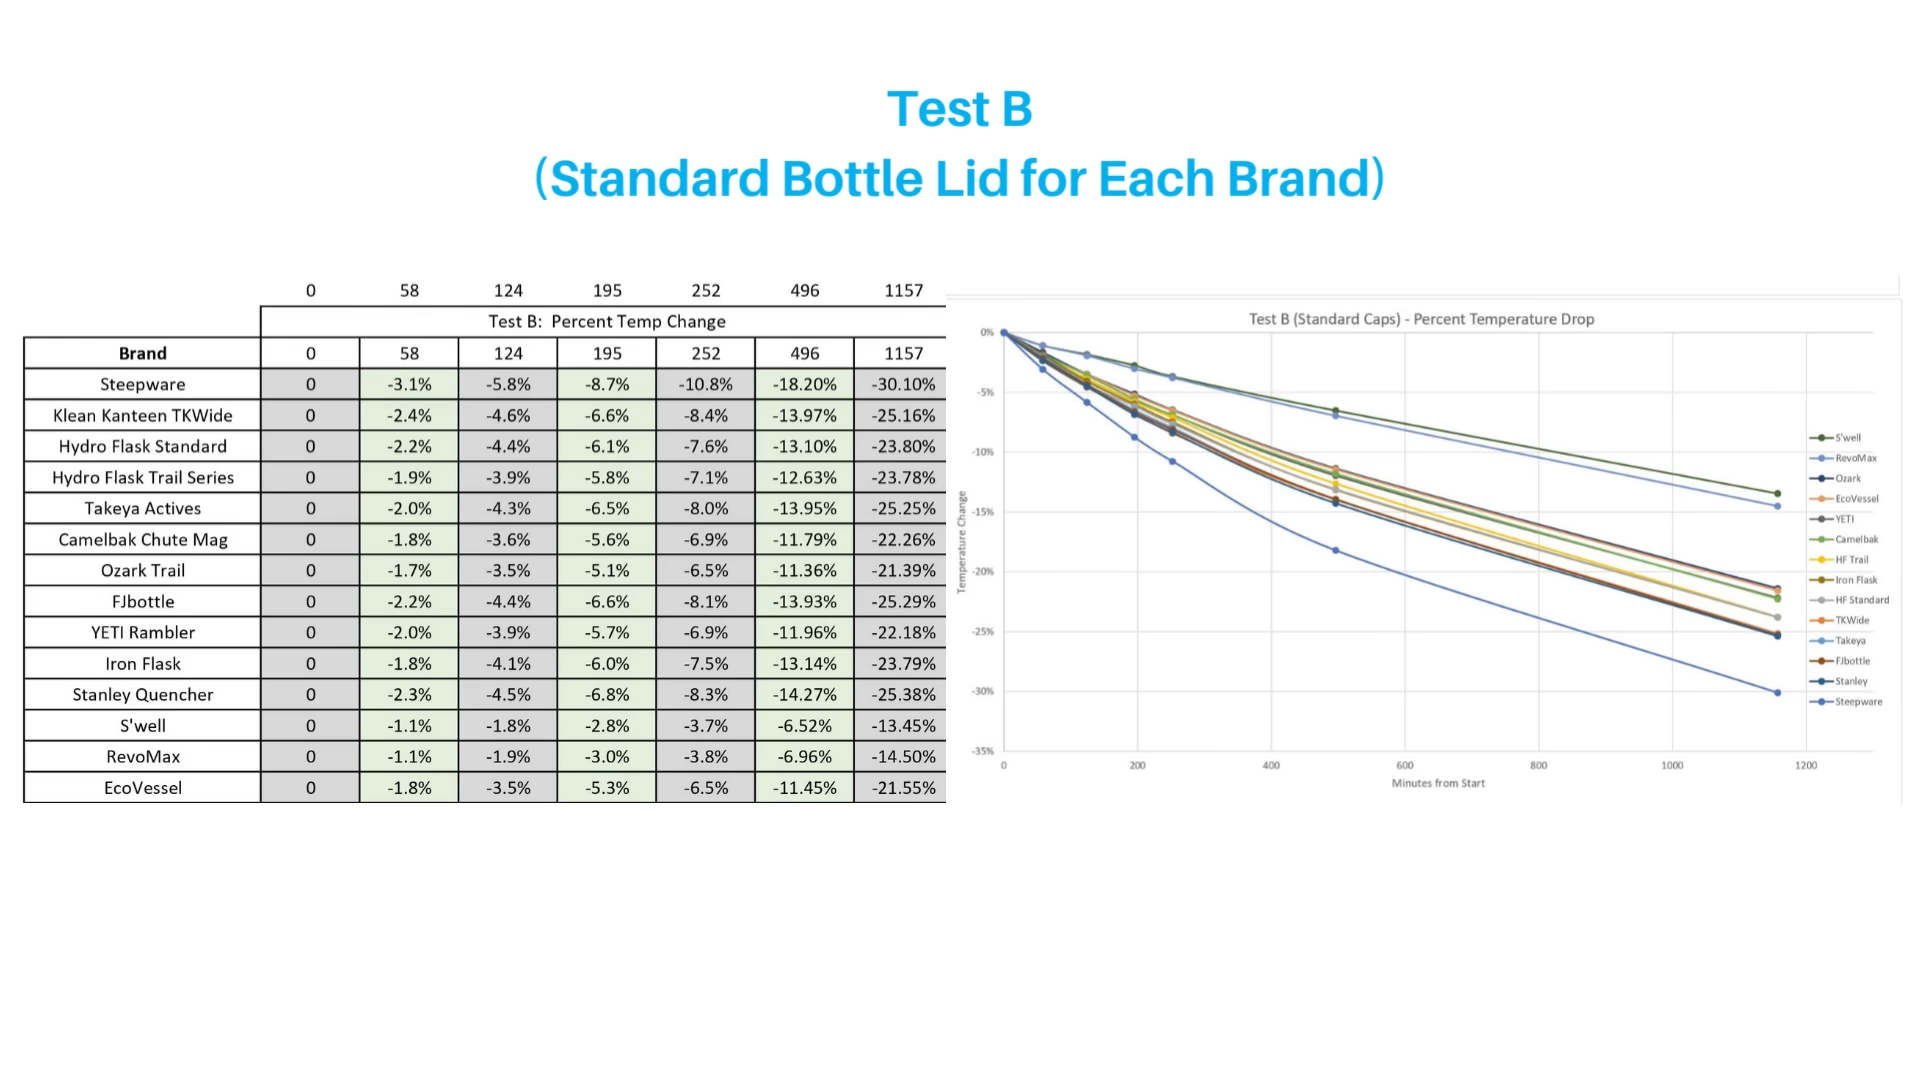 Test B
(Standard Bottle Lid for Each Brand)
0 58 124 195 252 496 1157
Test B: Percent Temp Change
Brand 0 58 124 195 252 496 1157
Steepware 0 -3.1% -5.8% -8.7% -10.8% -18.20% -30.10%
Klean Kanteen TKWide 0 -2.4% -4.6% -6.6% -8.4% -13.97% -25.16%
Hydro Flask Standard 0 -2.2% -4.4% -6.1% -7.6% -13.10% -23.80%
Hydro Flask Trail Series 0 -1.9% -3.9% -5.8% -7.1% -12.63% -23.78%
Takeya Actives 0 -2.0% -4.3% -6.5% -8.0% -13.95% -25.25%
Camelbak Chute Mag 0 -1.8% -3.6% -5.6% -6.9% -11.79% -22.26%
Ozark Trail 0 -1.7% -3.5% -5.1% -6.5% -11.36% -21.39%
FJbottle 0 -2.2% -4.4% -6.6% -8.1% -13.93% -25.29%
YETI Rambler 0 -2.0% -3.9% -5.7% -6.9% -11.96% -22.18%
Iron Flask 0 -1.8% -4.1% -6.0% -7.5% -13.14% -23.79%
Stanley Quencher 0 -2.3% -4.5% -6.8% -8.3% -14.27% -25.38%
S'well 0 -1.1% -1.8% -2.8% -3.7% -6.52% -13.45%
RevoMax 0 -1.1% -1.9% -3.0% -3.8% -6.96% -14.50%
EcoVessel 0 -1.8% -3.5% -5.3% -6.5% -11.45% -21.55%
Test B (Standard Caps) - Percent Temperature Drop
0%
-5%
-10%
-15%
-20%
-25%
-30%
-35%
Temperature Change
0 200 400 600 800 1000 1200
Minutes from Start
S'well
RevoMax
Ozark
EcoVessel
YETI
Camelbak
HF Trail
Iron Flask
HF Standard
TKWide
Takeya
FJbottle
Stanley
Steepware